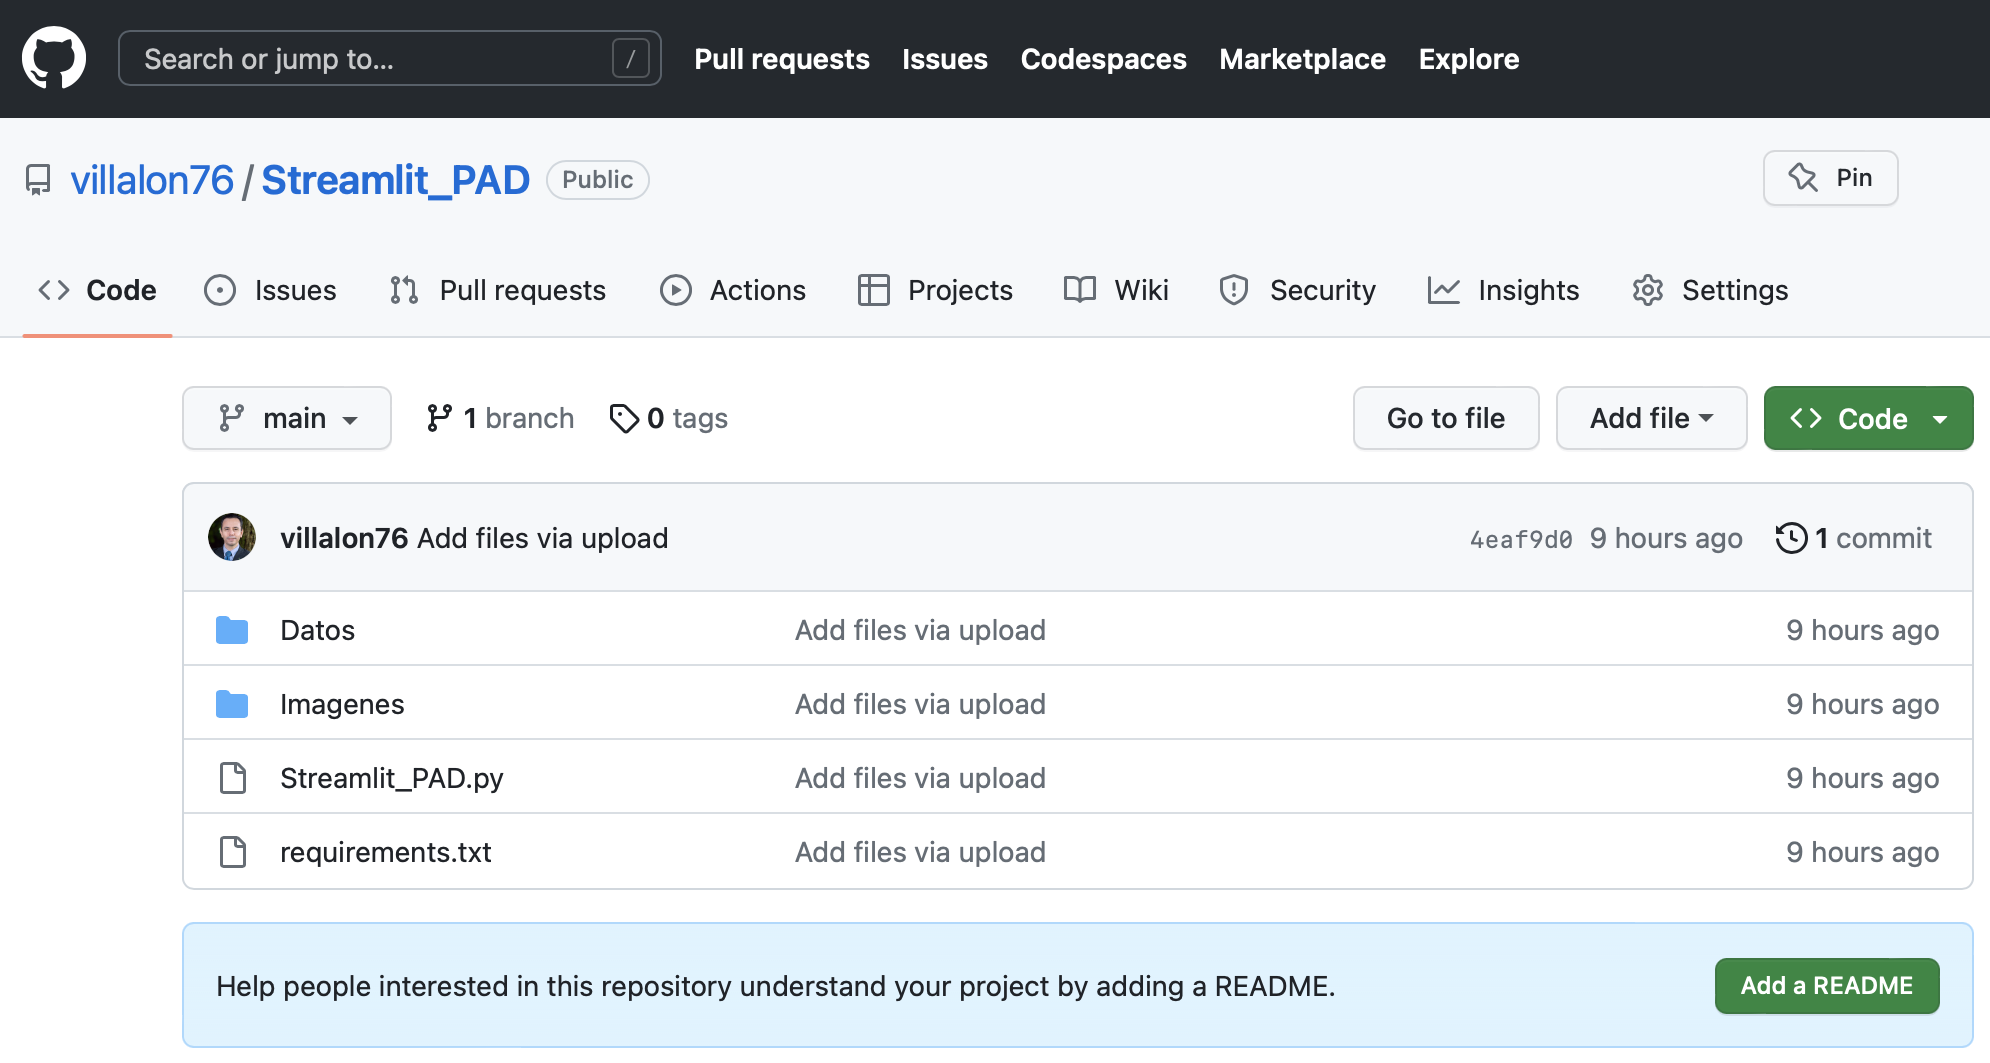 Search or jump to... / Pull requests Issues Codespaces Marketplace Explore
villalon76 / Streamlit_PAD Public Pin
Code Issues Pull requests Actions Projects Wiki Security Insights Settings
main 1 branch 0 tags Go to file Add file Code
villalon76 Add files via upload 4eaf9d0 9 hours ago 1 commit
Datos Add files via upload 9 hours ago
Imagenes Add files via upload 9 hours ago
Streamlit_PAD.py Add files via upload 9 hours ago
requirements.txt Add files via upload 9 hours ago
Help people interested in this repository understand your project by adding a README. Add a README